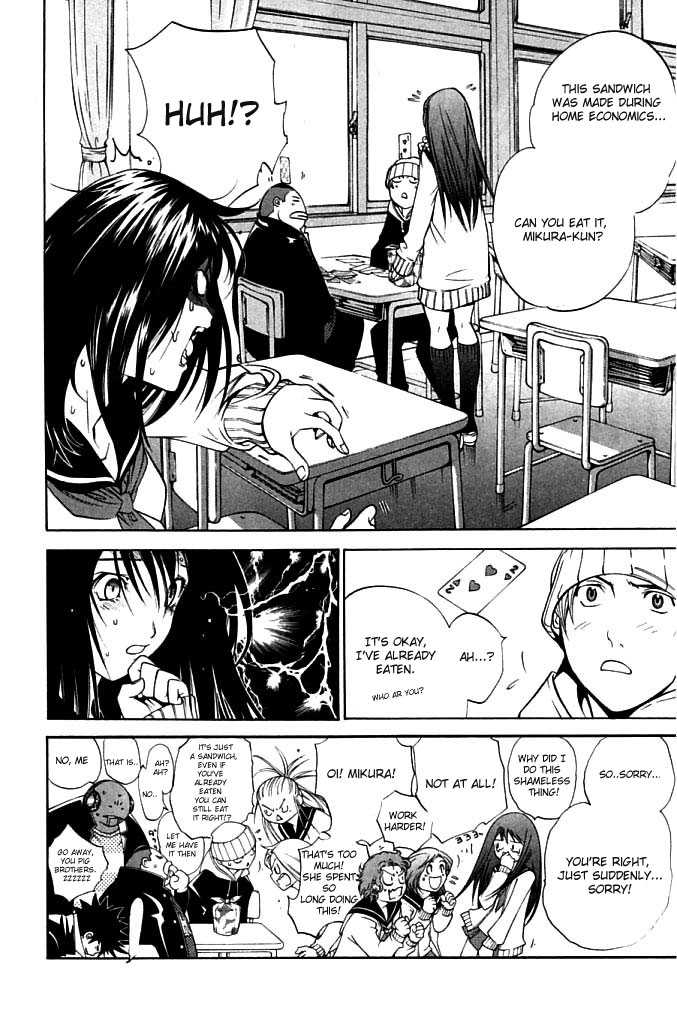 THIS SANDWICH
WAS MADE DURING
HOME ECONOMICS...
CAN YOU EAT IT,
MIKURA-KUN?
HUH!?
2
2
AH...?
IT'S OKAY,
I'VE ALREADY
EATEN.
WHO AR YOU?
SO..SORRY...
YOU'RE RIGHT,
JUST SUDDENLY...
SORRY!
WHY DID I
DO THIS
SHAMELESS
THING!
NOT AT ALL!
WORK
HARDER!
OI! MIKURA!
THAT'S TOO
MUCH!
SHE SPENT
SO
LONG DOING
THIS!
IT'S JUST
A SANDWICH,
EVEN IF
YOU'VE
ALREADY
EATEN
YOU CAN
STILL EAT
IT RIGHT!?
AH?
AH?
NO..
LET
ME HAVE
IT THEN
THAT IS..
NO, ME
GO AWAY,
YOU PIG
BROTHERS.
ZZZZZZ